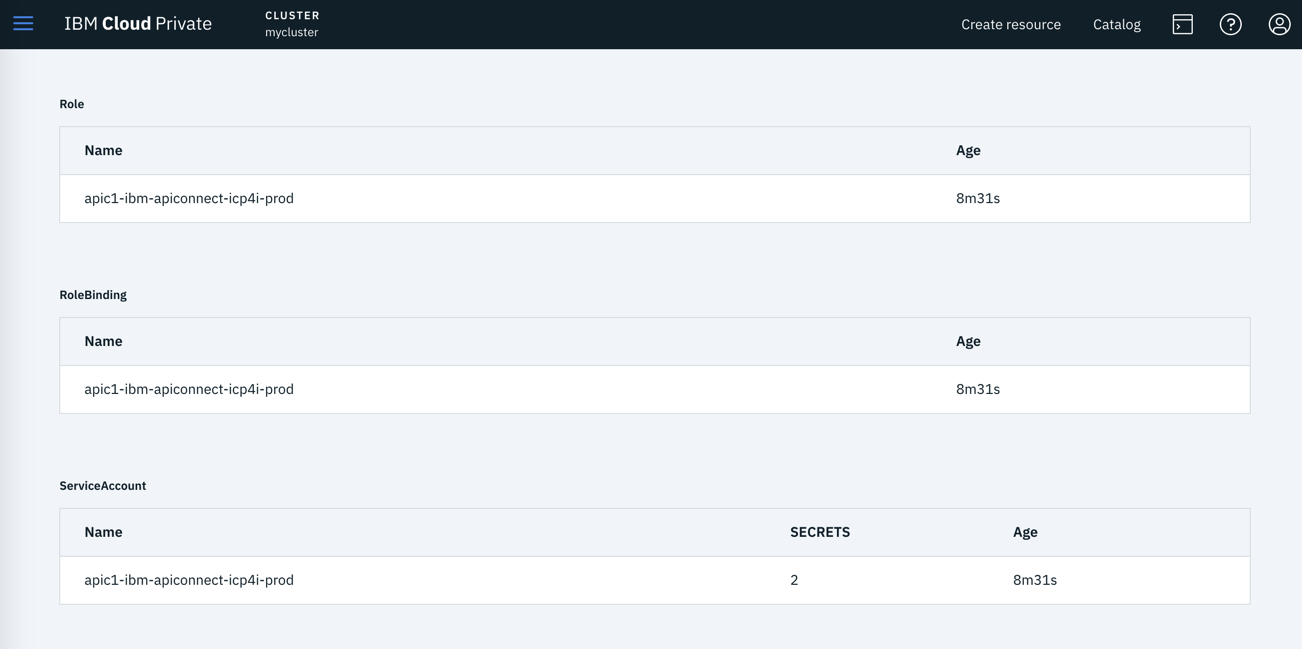 IBM Cloud Private
CLUSTER
mycluster
Create resource
Catalog
Role
Name Age
apic1-ibm-apiconnect-icp4i-prod 8m31s
RoleBinding
Name Age
apic1-ibm-apiconnect-icp4i-prod 8m31s
ServiceAccount
Name SECRETS Age
apic1-ibm-apiconnect-icp4i-prod 2 8m31s